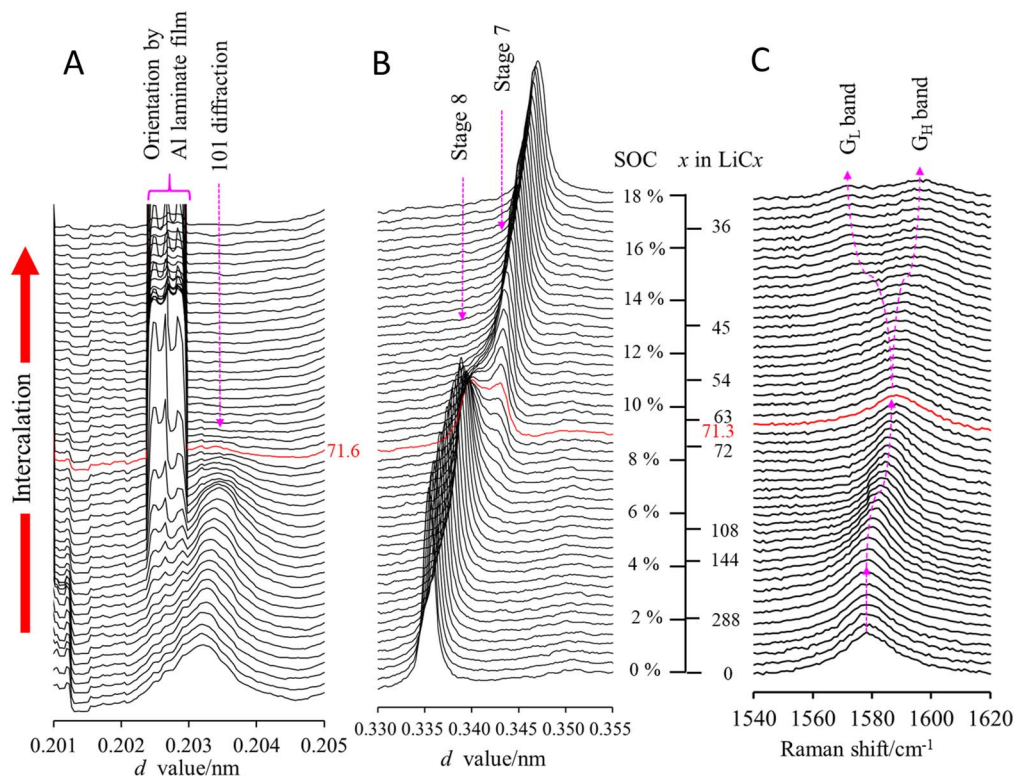 A
Orientation by
Al laminate film
101 diffraction
B
Stage 8
Stage 7
C
G_L band
G_H band
Intercalation
SOC
x in LiCx
18 %
16 %
14 %
12 %
10 %
8 %
6 %
4 %
2 %
0 %
36
45
54
63
71.3
72
108
144
288
0
71.6
0.201
0.202
0.203
0.204
0.205
d value/nm
0.330
0.335
0.340
0.345
0.350
0.355
d value/nm
1540
1560
1580
1600
1620
Raman shift/cm⁻¹